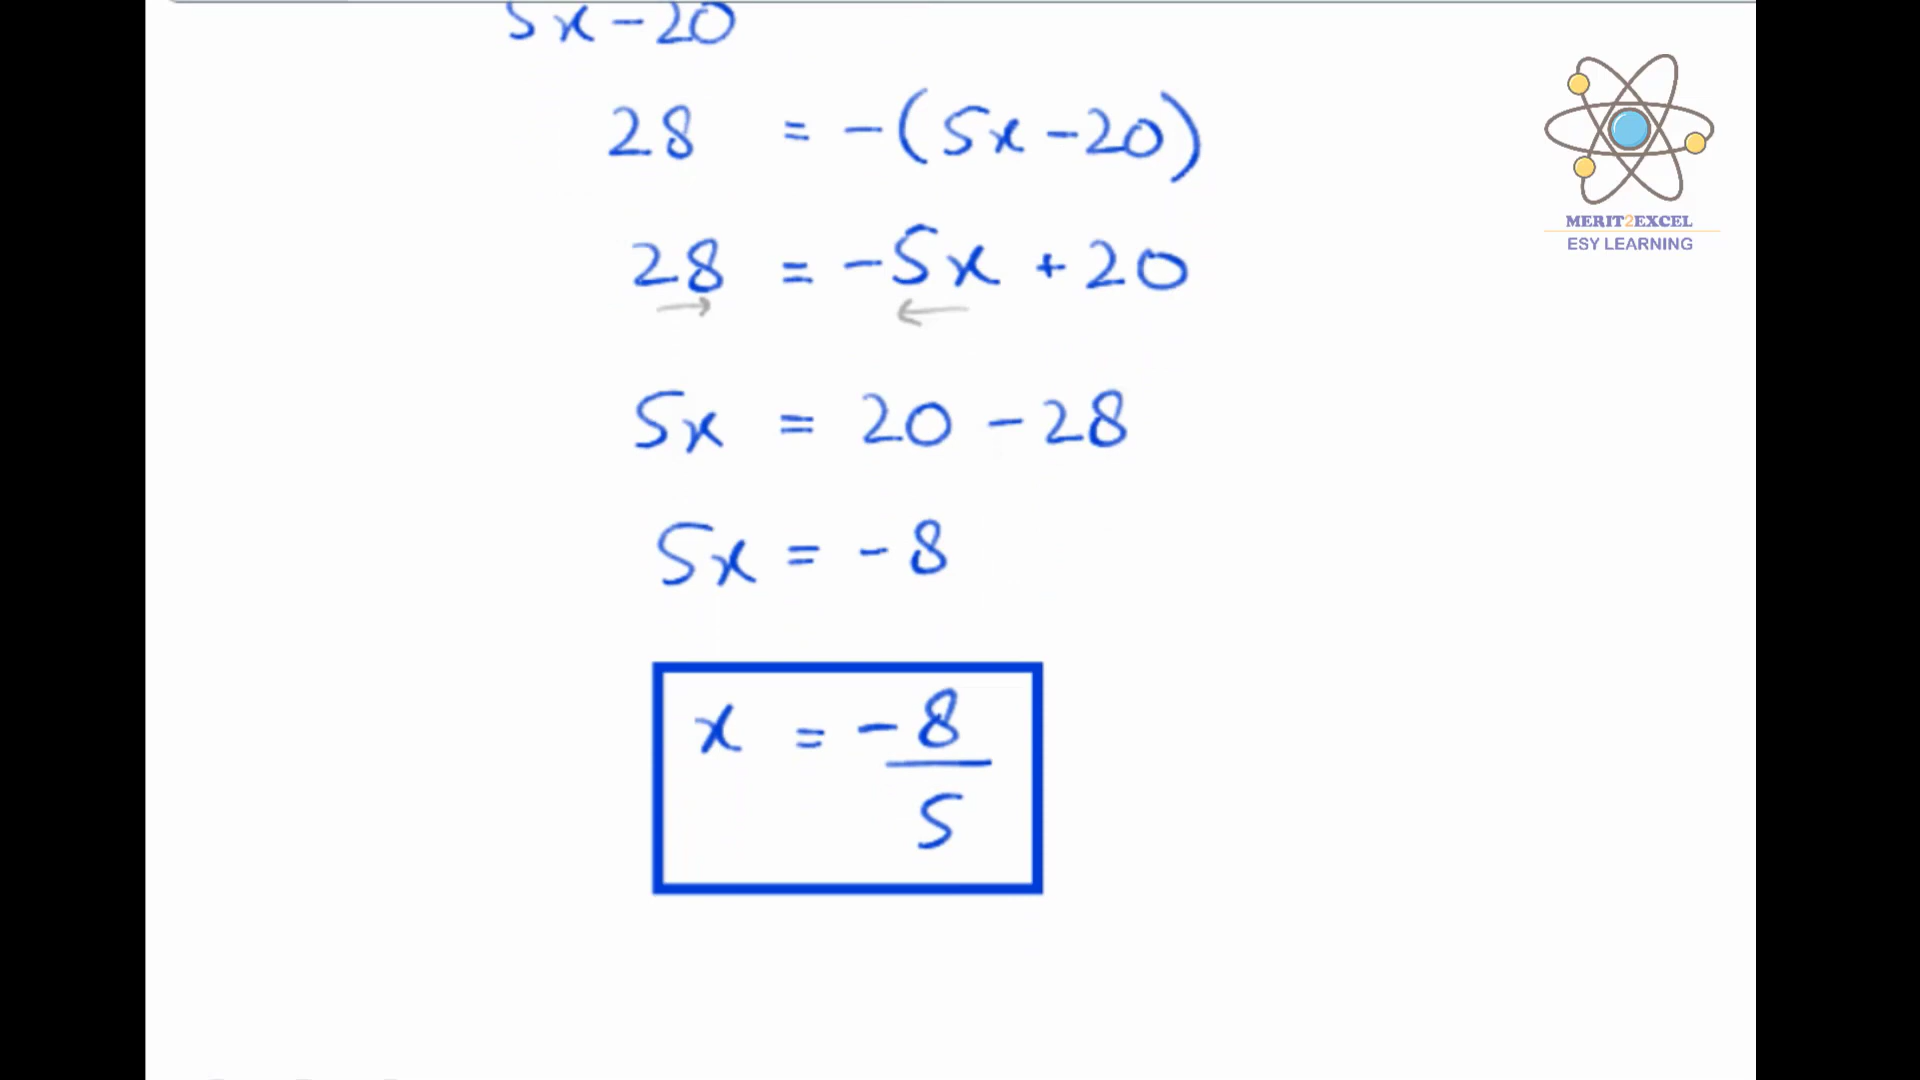 5x-20
28 = -(5x-20)
MERIT2EXCEL
ESY LEARNING
28 = -5x + 20
5x = 20 - 28
5x = -8
x = -8
5